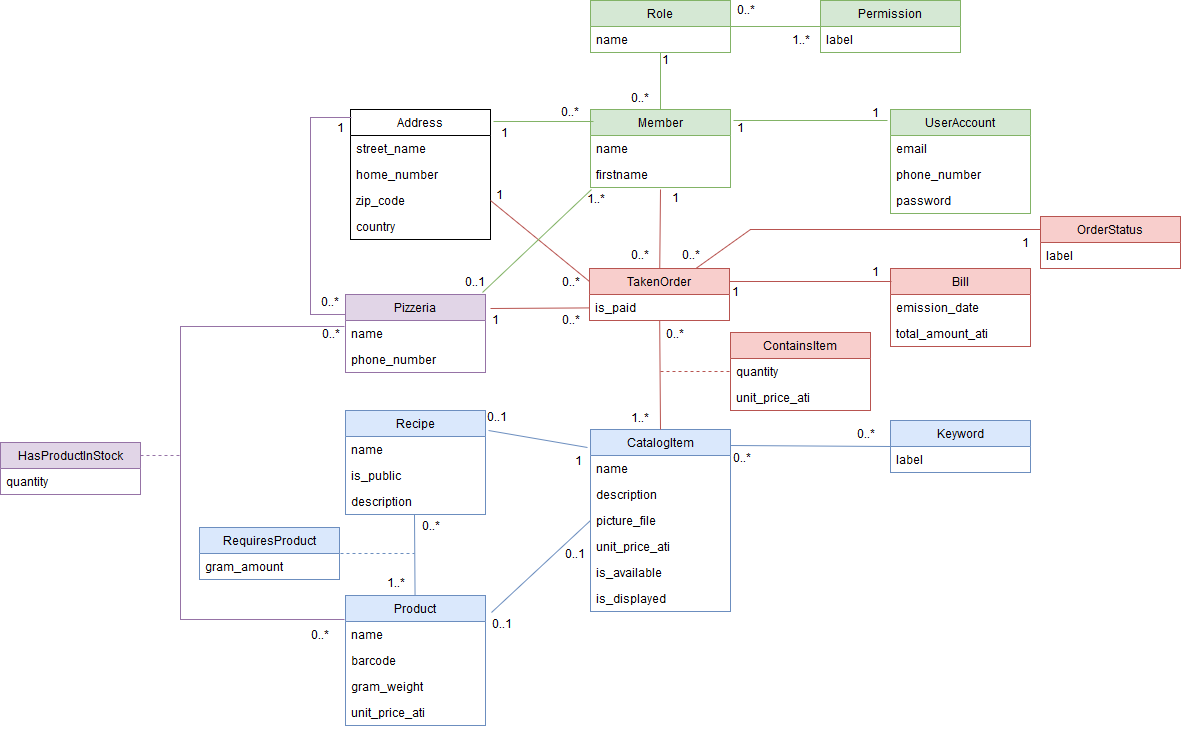 Role
name
0..*
1..*
Permission
label
1
0..*
Address
street_name
home_number
zip_code
country
1
1
0..*
Member
name
firstname
1
1
UserAccount
email
phone_number
password
1
1..*
0..1
1
0..*
0..*
1
OrderStatus
label
0..*
TakenOrder
is_paid
1
1
Bill
emission_date
total_amount_ati
0..*
Pizzeria
name
phone_number
0..*
1
0..*
0..*
ContainsItem
quantity
unit_price_ati
1..*
Recipe
name
is_public
description
0..1
1
CatalogItem
name
description
picture_file
unit_price_ati
is_available
is_displayed
0..*
0..*
Keyword
label
HasProductInStock
quantity
0..*
RequiresProduct
gram_amount
1..*
0..1
0..1
Product
name
barcode
gram_weight
unit_price_ati
0..*